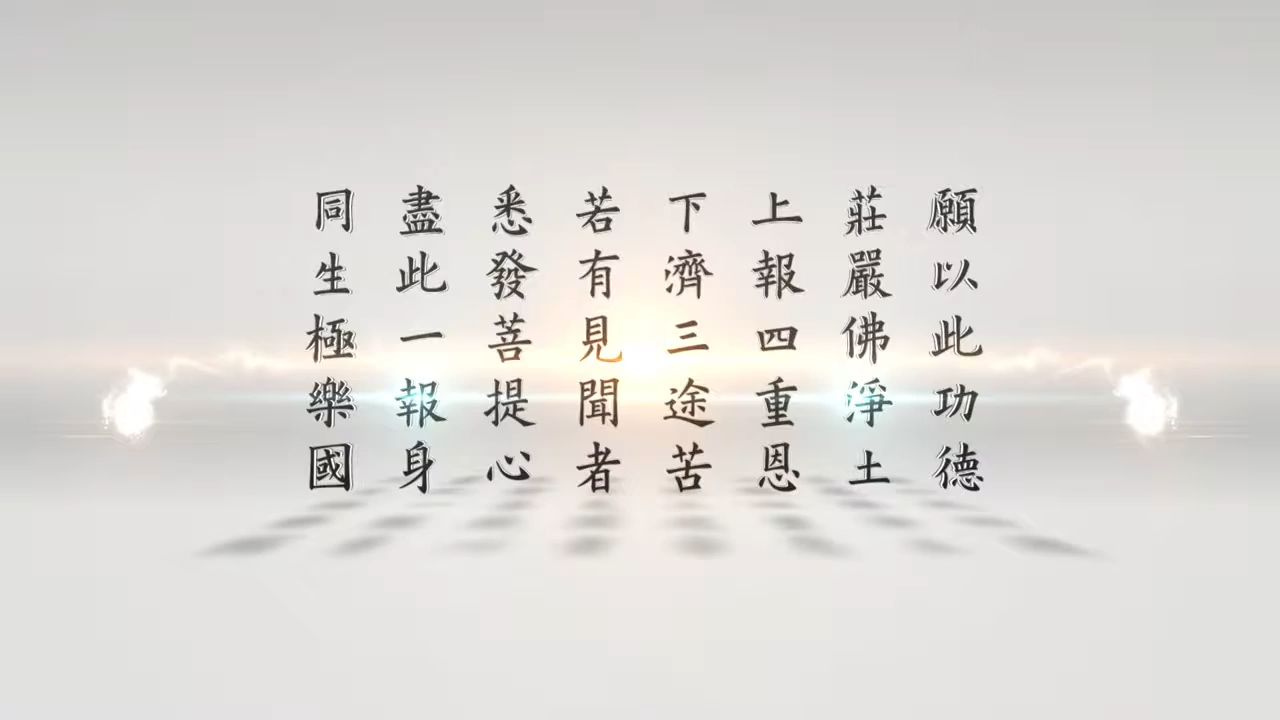 願以此功德
莊嚴佛淨土
上報四重恩
下濟三途苦
若有見聞者
悉發菩提心
盡此一報身
同生極樂國